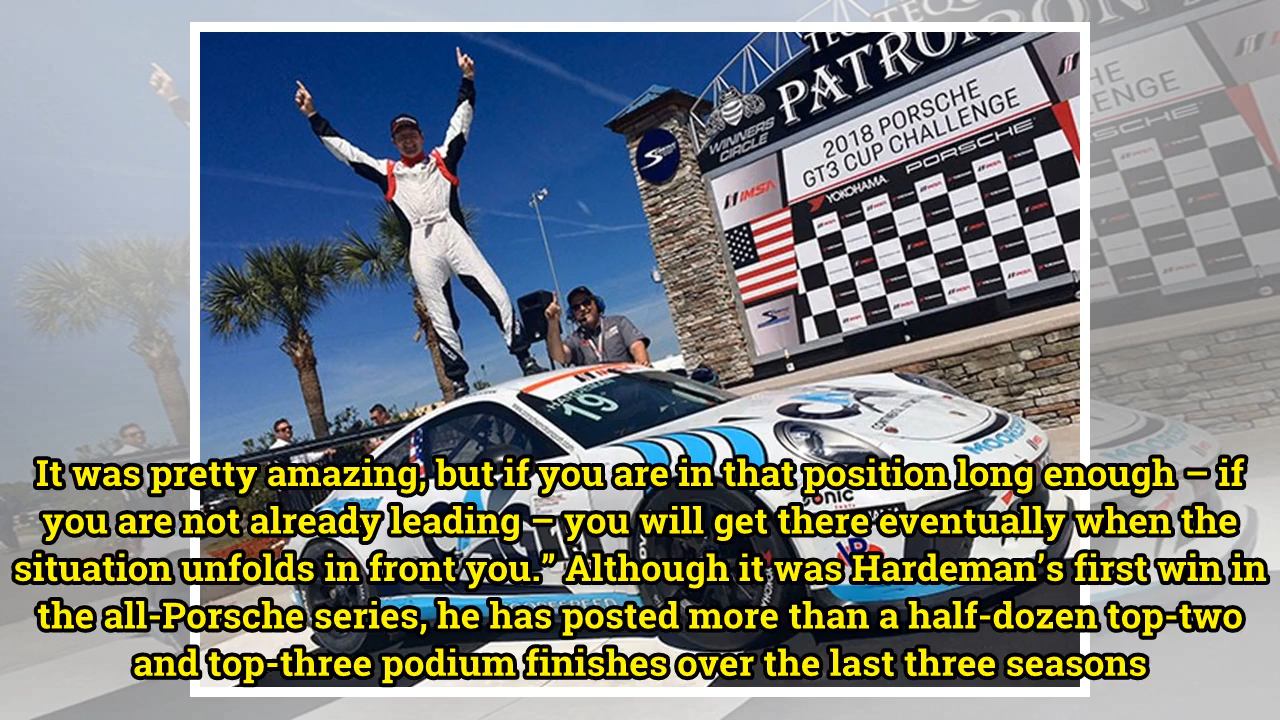 TEQUILA
PATRÓN
WINNERS
CIRCLE
2018 PORSCHE
GT3 CUP CHALLENGE
IMSA
YOKOHAMA
PORSCHE
HARDEMAN
19
MOORESPEED
It was pretty amazing, but if you are in that position long enough – if
you are not already leading – you will get there eventually when the
situation unfolds in front you.” Although it was Hardeman’s first win in
the all-Porsche series, he has posted more than a half-dozen top-two
and top-three podium finishes over the last three seasons